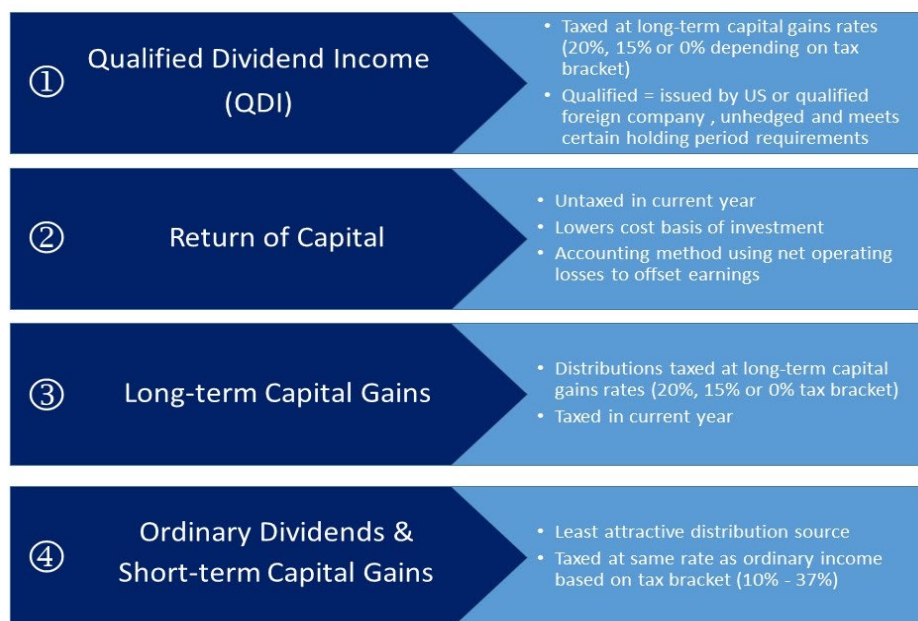 ①
Qualified Dividend Income
(QDI)
• Taxed at long-term capital gains rates
(20%, 15% or 0% depending on tax
bracket)
• Qualified = issued by US or qualified
foreign company , unhedged and meets
certain holding period requirements
②
Return of Capital
• Untaxed in current year
• Lowers cost basis of investment
• Accounting method using net operating
losses to offset earnings
③
Long-term Capital Gains
• Distributions taxed at long-term capital
gains rates (20%, 15% or 0% tax bracket)
• Taxed in current year
④
Ordinary Dividends &
Short-term Capital Gains
• Least attractive distribution source
• Taxed at same rate as ordinary income
based on tax bracket (10% - 37%)